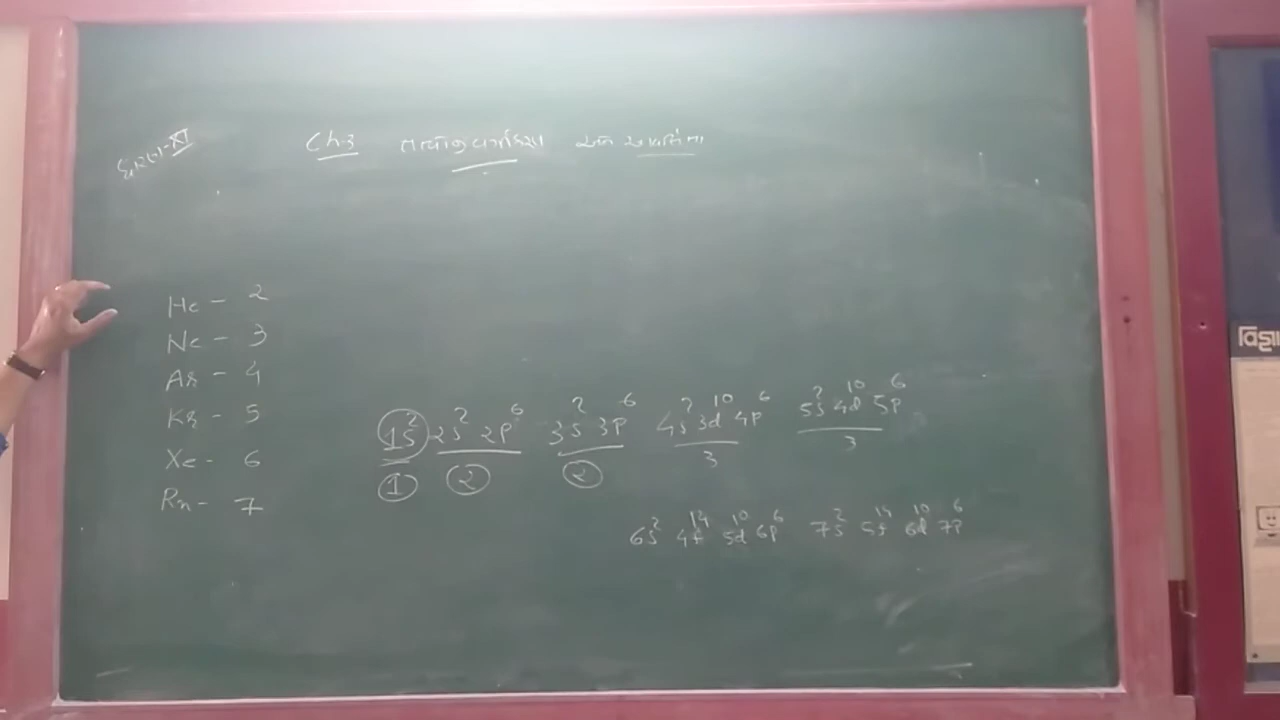 ધોરણ-XI
Ch-3 તત્વોનું વર્ગીકરણ અને આવર્તિતા
He - 2
Ne - 3
Ar - 4
Kr - 5
Xe - 6
Rn - 7
1s² 2s² 2p⁶ 3s² 3p⁶ 4s² 3d¹⁰ 4p⁶ 5s² 4d¹⁰ 5p⁶
1 2 2 3 3
6s² 4f¹⁴ 5d¹⁰ 6p⁶ 7s² 5f¹⁴ 6d¹⁰ 7p⁶